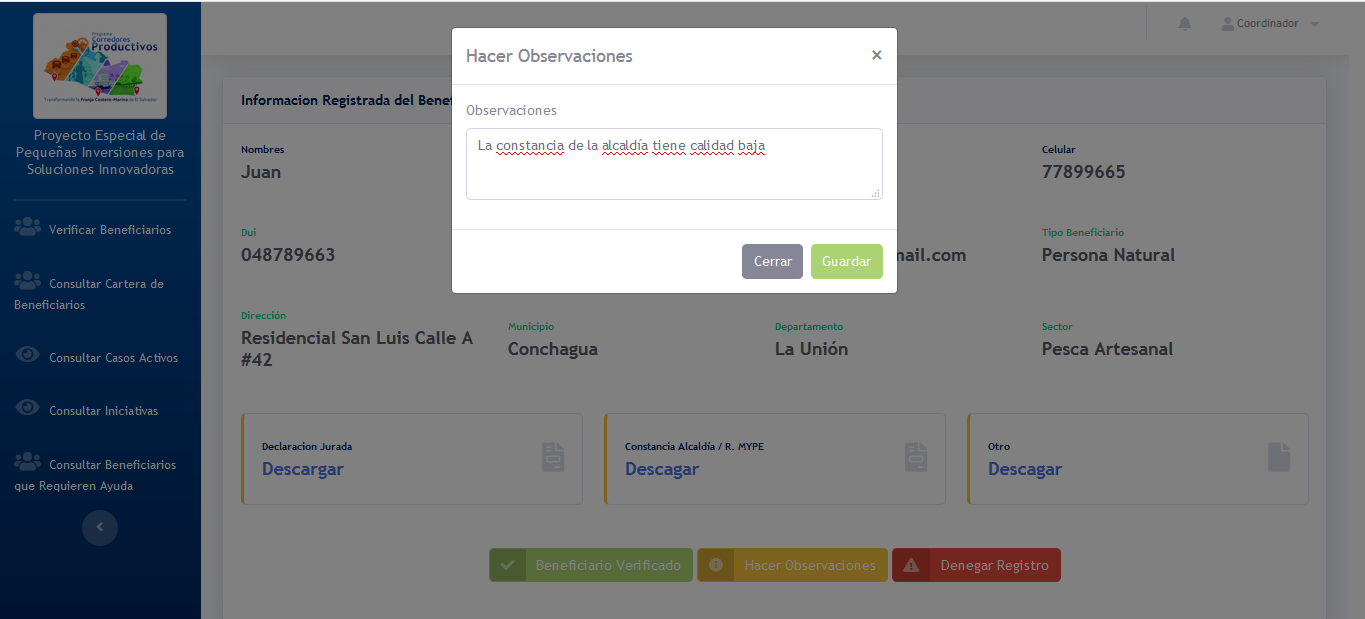 Programa
Corredores
Productivos
Transformando la Franja Costero-Marina de El Salvador
Proyecto Especial de
Pequeñas Inversiones para
Soluciones Innovadoras
Verificar Beneficiarios
Consultar Cartera de
Beneficiarios
Consultar Casos Activos
Consultar Iniciativas
Consultar Beneficiarios
que Requieren Ayuda
Coordinador
Hacer Observaciones
×
Observaciones
La constancia de la alcaldía tiene calidad baja
Cerrar
Guardar
Informacion Registrada del
Nombres
Juan
Celular
77899665
Dui
048789663
mail.com
Tipo Beneficiario
Persona Natural
Dirección
Residencial San Luis Calle A
#42
Municipio
Conchagua
Departamento
La Unión
Sector
Pesca Artesanal
Declaracion Jurada
Descargar
Constancia Alcaldía / R. MYPE
Descagar
Otro
Descagar
Beneficiario Verificado
Hacer Observaciones
Denegar Registro